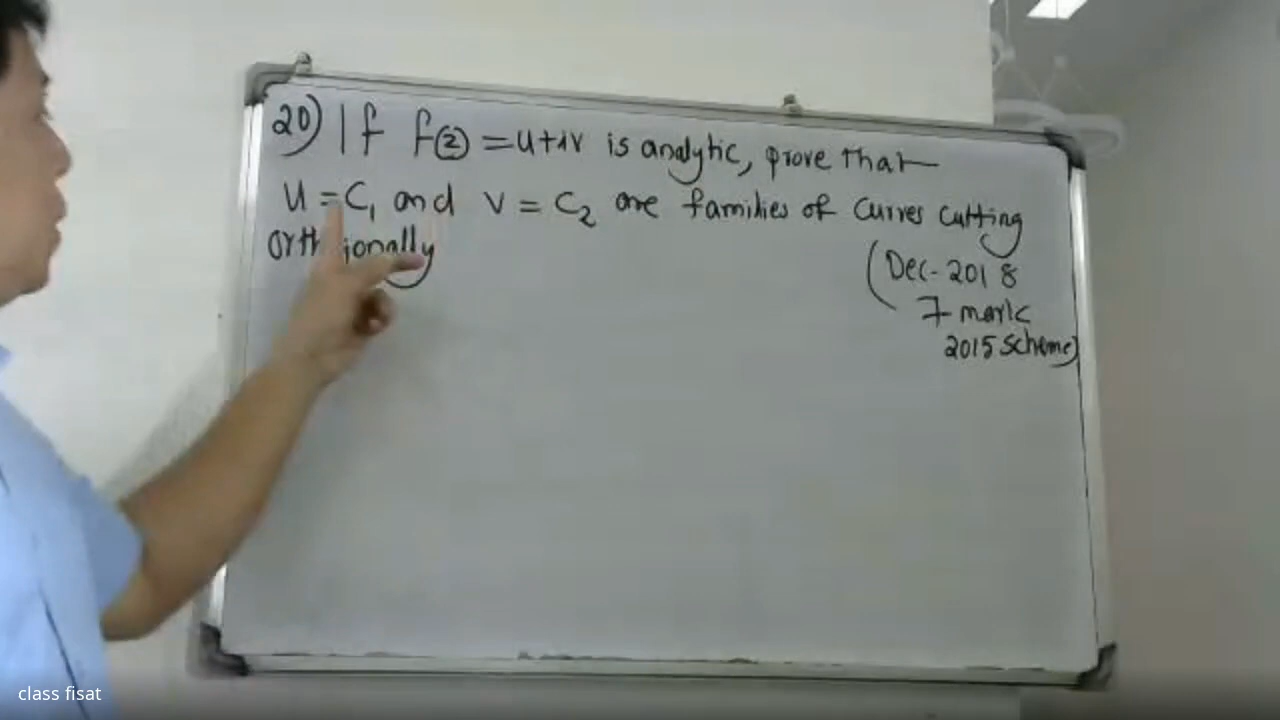 20) If f(z) = u+iv is analytic, prove that
u = C₁ and v = C₂ are families of curves cutting
(Dec-2018
7 mark
2015 scheme)
class fisat